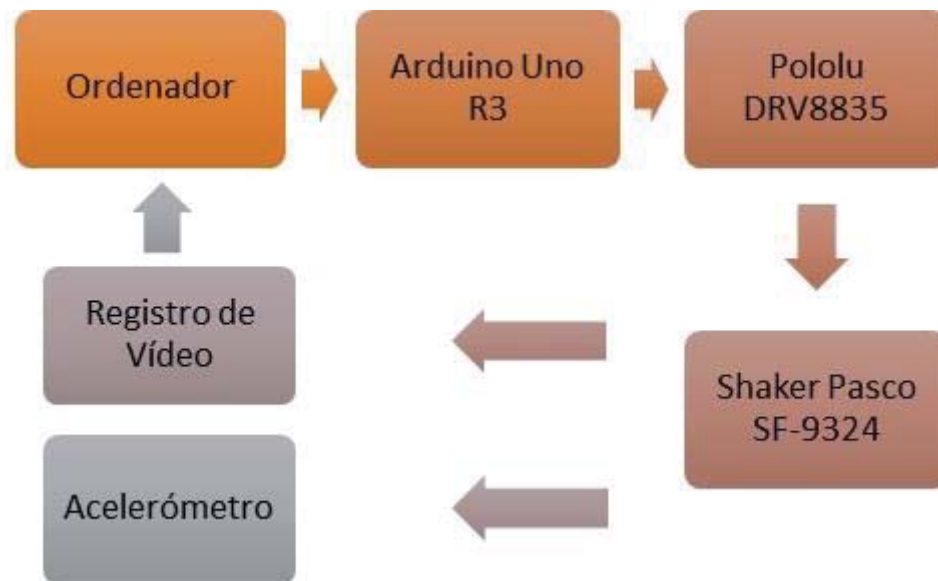 Ordenador
Arduino Uno
R3
Pololu
DRV8835
Registro de
Vídeo
Shaker Pasco
SF-9324
Acelerómetro